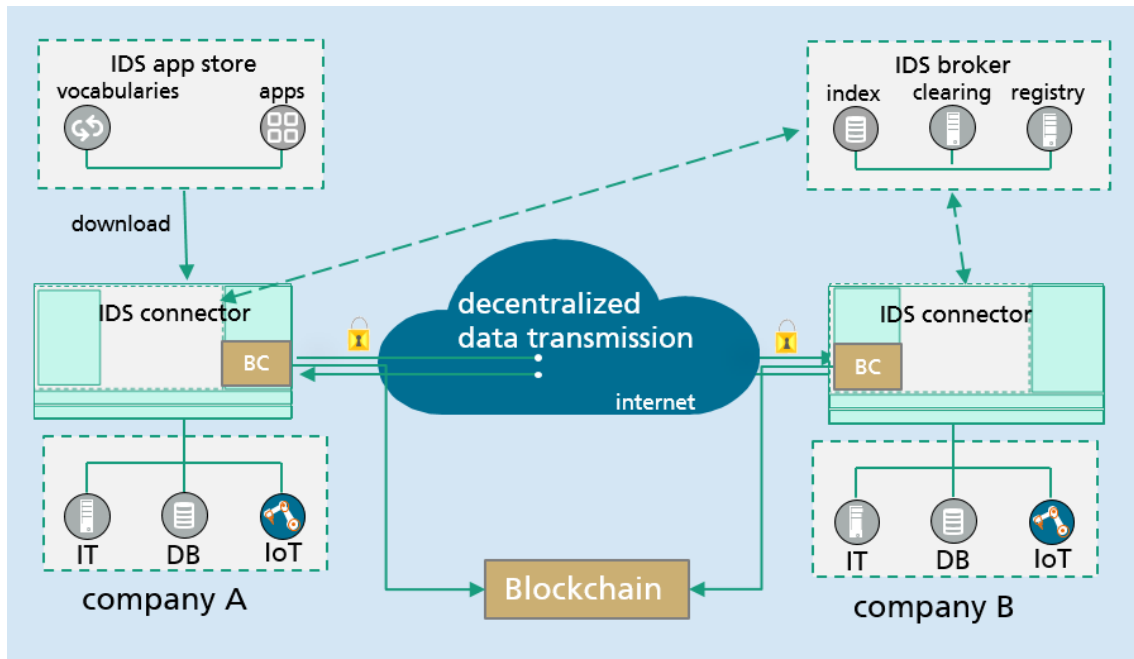 IDS app store
vocabularies
apps
IDS broker
index
clearing
registry
download
IDS connector
BC
decentralized
data transmission
internet
IDS connector
BC
IT
DB
IoT
company A
Blockchain
IT
DB
IoT
company B